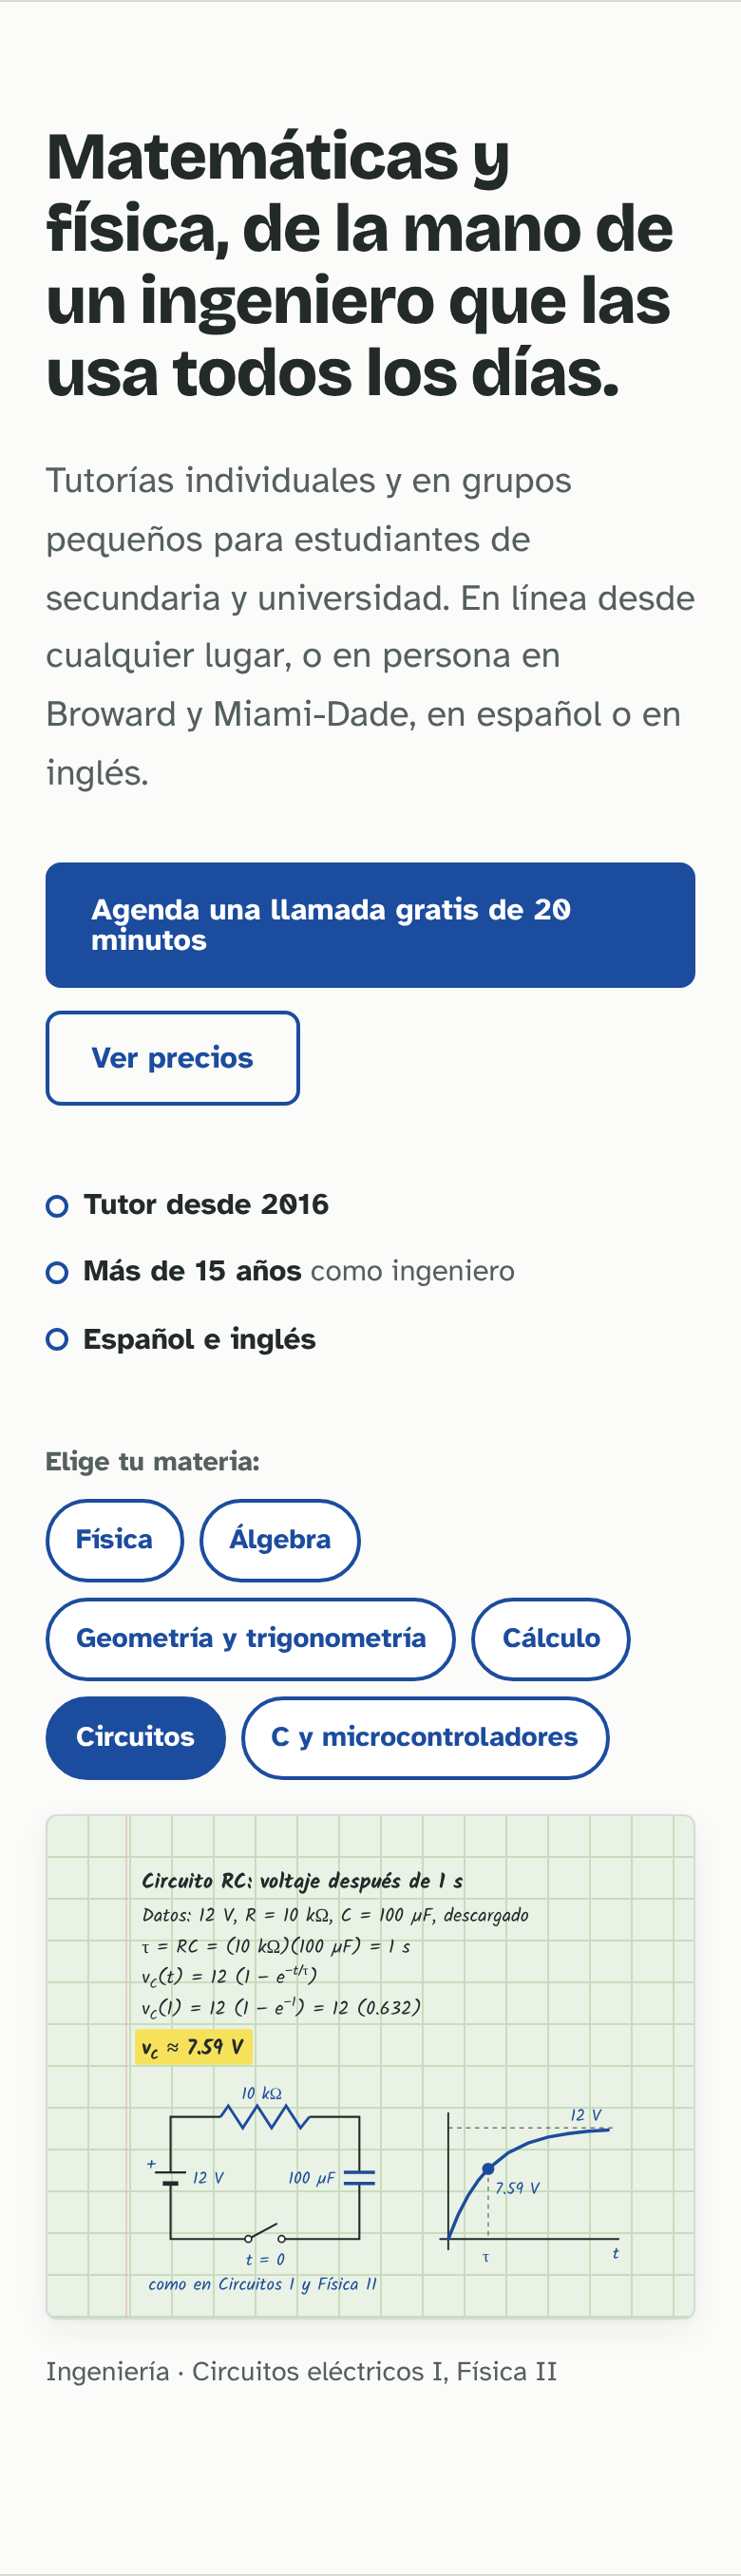 Matemáticas y
física, de la mano de
un ingeniero que las
usa todos los días.
Tutorías individuales y en grupos
pequeños para estudiantes de
secundaria y universidad. En línea desde
cualquier lugar, o en persona en
Broward y Miami-Dade, en español o en
inglés.
Agenda una llamada gratis de 20
minutos
Ver precios
Tutor desde 2016
Más de 15 años como ingeniero
Español e inglés
Elige tu materia:
Física
Álgebra
Geometría y trigonometría
Cálculo
Circuitos
C y microcontroladores
Circuito RC: voltaje después de 1 s
Datos: 12 V, R = 10 kΩ, C = 100 µF, descargado
τ = RC = (10 kΩ)(100 µF) = 1 s
v_C(t) = 12 (1 − e^−t/τ)
v_C(1) = 12 (1 − e^−1) = 12 (0.632)
v_C ≈ 7.59 V
10 kΩ
+
12 V
100 µF
t = 0
como en Circuitos I y Física II
12 V
7.59 V
τ
t
Ingeniería · Circuitos eléctricos I, Física II